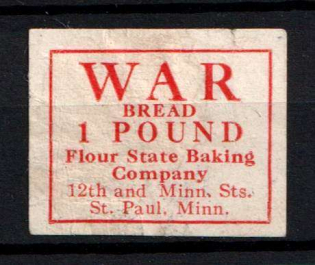 WAR
BREAD
1 POUND
Flour State Baking
Company
12th and Minn. Sts.
St. Paul, Minn.